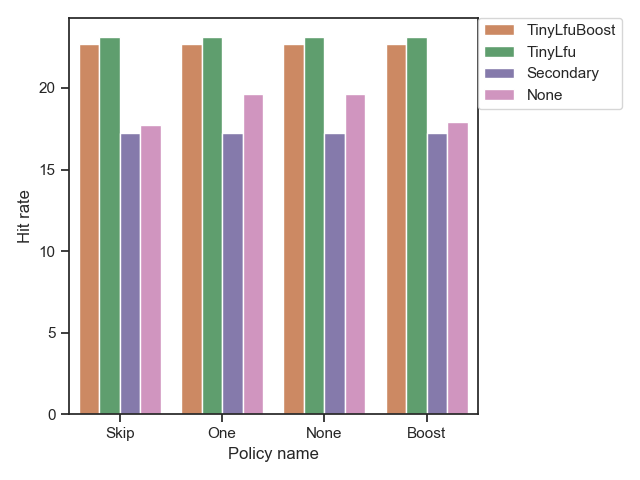 TinyLfuBoost
TinyLfu
Secondary
None
20
15
10
5
0
Hit rate
Skip One None Boost
Policy name